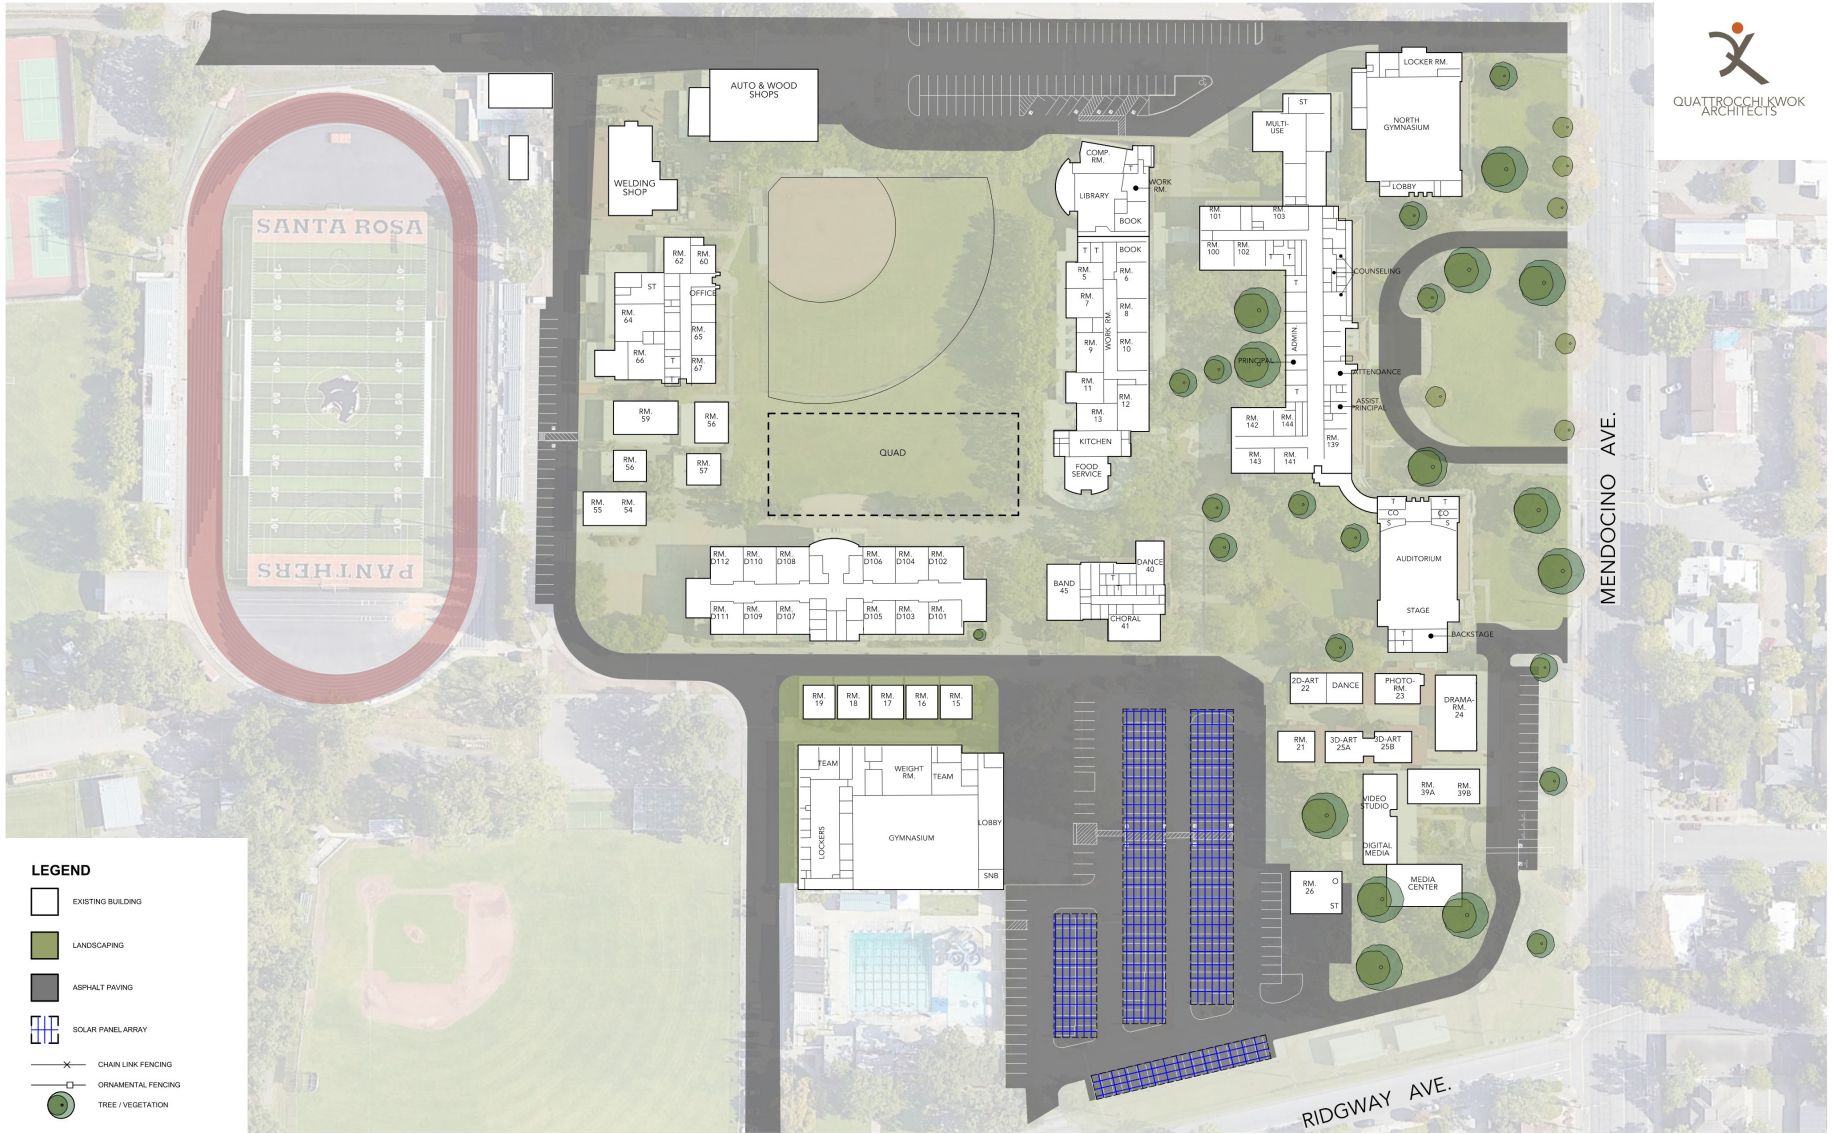 QUATTROCCHI KWOK
ARCHITECTS
LOCKER RM.
NORTH
GYMNASIUM
LOBBY
AUTO & WOOD
SHOPS
WELDING
SHOP
ST
MULTI-
USE
COMP.
RM.
T
WORK
RM.
LIBRARY
BOOK
T
T
BOOK
RM.
5
RM.
6
RM.
7
RM.
8
WORK RM.
RM.
9
RM.
10
RM.
11
RM.
12
RM.
13
KITCHEN
FOOD
SERVICE
RM.
101
RM.
103
RM.
100
RM.
102
T
T
COUNSELING
T
ADMIN.
PRINCIPAL
ATTENDANCE
T
ASSIST
PRINCIPAL
RM.
142
RM.
144
RM.
139
RM.
143
RM.
141
SANTA ROSA
PANTHERS
RM.
62
RM.
60
ST
OFFICE
RM.
64
RM.
65
RM.
66
T
RM.
67
T
RM.
59
RM.
56
RM.
56
RM.
57
RM.
55
RM.
54
QUAD
MENDOCINO AVE.
T
T
CO
CO
S
S
AUDITORIUM
STAGE
T
T
BACKSTAGE
RM.
D112
RM.
D110
RM.
D108
RM.
D106
RM.
D104
RM.
D102
RM.
D111
RM.
D109
RM.
D107
RM.
D105
RM.
D103
RM.
D101
BAND
45
T
DANCE
40
CHORAL
41
RM.
19
RM.
18
RM.
17
RM.
16
RM.
15
2D-ART
22
DANCE
PHOTO-
RM.
23
DRAMA-
RM.
24
RM.
21
3D-ART
25A
3D-ART
25B
RM.
39A
RM.
39B
VIDEO
STUDIO
DIGITAL
MEDIA
MEDIA
CENTER
RM.
26
O
ST
TEAM
WEIGHT
RM.
TEAM
LOCKERS
GYMNASIUM
LOBBY
SNB
RIDGWAY AVE.
LEGEND
EXISTING BUILDING
LANDSCAPING
ASPHALT PAVING
SOLAR PANEL ARRAY
CHAIN LINK FENCING
ORNAMENTAL FENCING
TREE / VEGETATION